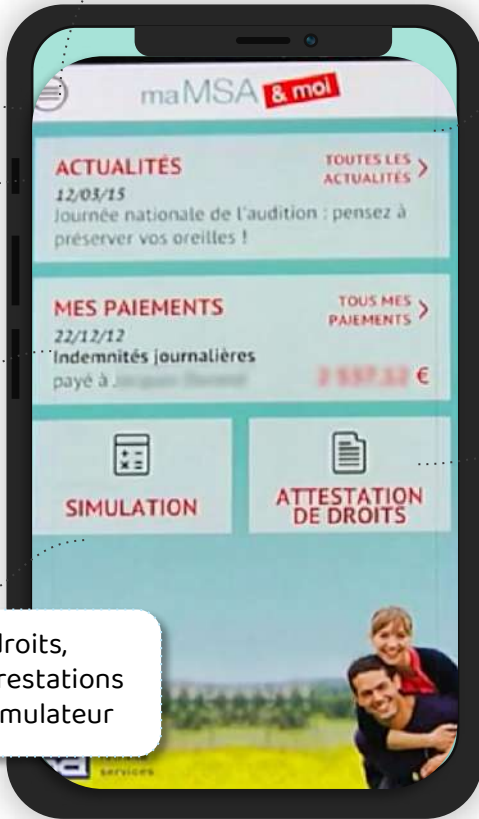 maMSA & moi
ACTUALITÉS
TOUTES LES
ACTUALITÉS
12/03/15
Journée nationale de l'audition : pensez à
préserver vos oreilles !
MES PAIEMENTS
TOUS MES
PAIEMENTS
22/12/12
Indemnités journalières
payé à
€
SIMULATION
ATTESTATION
DE DROITS
droits,
restations
mulateur
services